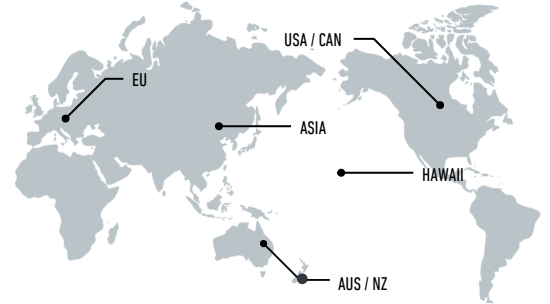 USA / CAN
EU
ASIA
HAWAII
AUS / NZ